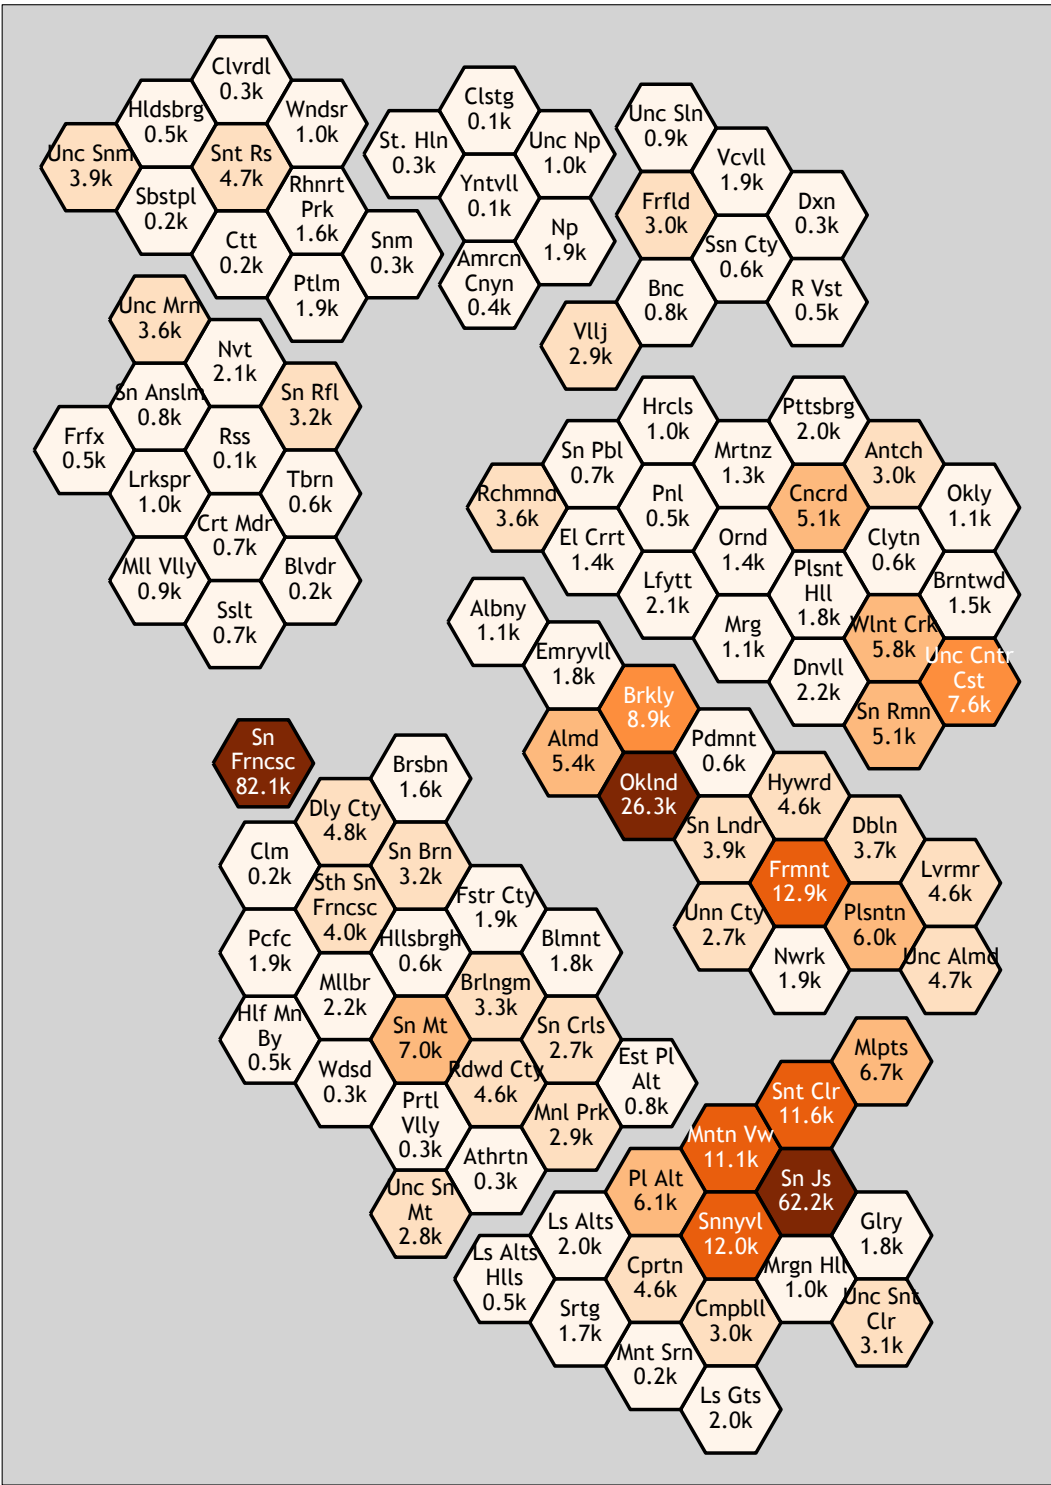 Clvrdl
0.3k
Hldsbrg
0.5k
Wndsr
1.0k
Unc Snm
3.9k
Snt Rs
4.7k
Sbstpl
0.2k
Rhnrt
Prk
1.6k
Ctt
0.2k
Snm
0.3k
Ptlm
1.9k
Clstg
0.1k
St. Hln
0.3k
Unc Np
1.0k
Yntvll
0.1k
Np
1.9k
Amrcn
Cnyn
0.4k
Unc Sln
0.9k
Vcvll
1.9k
Frfld
3.0k
Dxn
0.3k
Ssn Cty
0.6k
Bnc
0.8k
R Vst
0.5k
Vllj
2.9k
Unc Mrn
3.6k
Nvt
2.1k
Sn Anslm
0.8k
Sn Rfl
3.2k
Frfx
0.5k
Rss
0.1k
Lrkspr
1.0k
Tbrn
0.6k
Crt Mdr
0.7k
Mll Vlly
0.9k
Blvdr
0.2k
Sslt
0.7k
Hrcls
1.0k
Pttsbrg
2.0k
Sn Pbl
0.7k
Mrtnz
1.3k
Antch
3.0k
Rchmnd
3.6k
Pnl
0.5k
Cncrd
5.1k
Okly
1.1k
El Crrt
1.4k
Ornd
1.4k
Clytn
0.6k
Lfytt
2.1k
Plsnt
Hll
1.8k
Brntwd
1.5k
Mrg
1.1k
Wlnt Crk
5.8k
Dnvll
2.2k
Unc Cntr
Cst
7.6k
Sn Rmn
5.1k
Albny
1.1k
Emryvll
1.8k
Brkly
8.9k
Almd
5.4k
Pdmnt
0.6k
Oklnd
26.3k
Hywrd
4.6k
Sn Lndr
3.9k
Dbln
3.7k
Frmnt
12.9k
Lvrmr
4.6k
Unn Cty
2.7k
Plsntn
6.0k
Nwrk
1.9k
Unc Almd
4.7k
Sn
Frncsc
82.1k
Brsbn
1.6k
Dly Cty
4.8k
Clm
0.2k
Sn Brn
3.2k
Sth Sn
Frncsc
4.0k
Fstr Cty
1.9k
Pcfc
1.9k
Hllsbrgh
0.6k
Blmnt
1.8k
Mllbr
2.2k
Brlngm
3.3k
Hlf Mn
By
0.5k
Sn Mt
7.0k
Sn Crls
2.7k
Wdsd
0.3k
Rdwd Cty
4.6k
Est Pl
Alt
0.8k
Prtl
Vlly
0.3k
Mnl Prk
2.9k
Athrtn
0.3k
Unc Sn
Mt
2.8k
Mlpts
6.7k
Snt Clr
11.6k
Mntn Vw
11.1k
Pl Alt
6.1k
Sn Js
62.2k
Ls Alts
2.0k
Snnyvl
12.0k
Glry
1.8k
Ls Alts
Hlls
0.5k
Cprtn
4.6k
Mrgn Hll
1.0k
Srtg
1.7k
Cmpbll
3.0k
Unc Snt
Clr
3.1k
Mnt Srn
0.2k
Ls Gts
2.0k